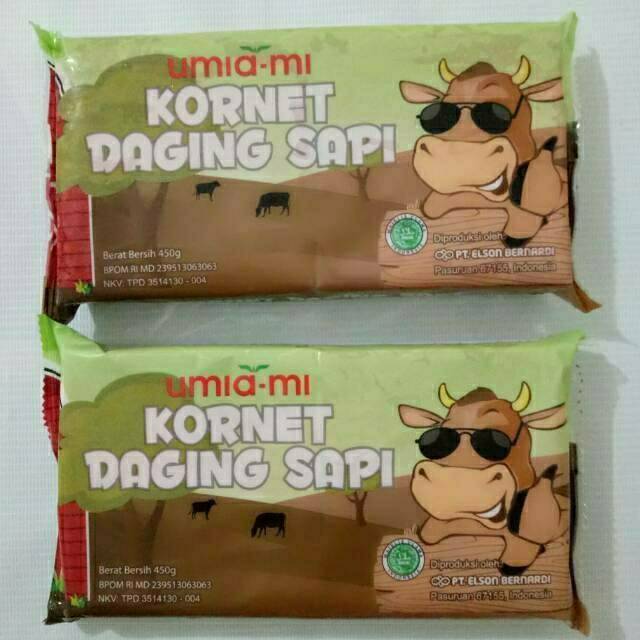 umia-mi
KORNET
DAGING SAPI
Berat Bersih 450g
BPOM RI MD 239513063063
NKV: TPD 3514130 - 004
Diproduksi oleh:
PT. ELSON BERNARDI
Pasuruan 67155, Indonesia
umia-mi
KORNET
DAGING SAPI
Berat Bersih 450g
BPOM RI MD 239513063063
NKV: TPD 3514130 - 004
Diproduksi oleh:
PT. ELSON BERNARDI
Pasuruan 67155, Indonesia